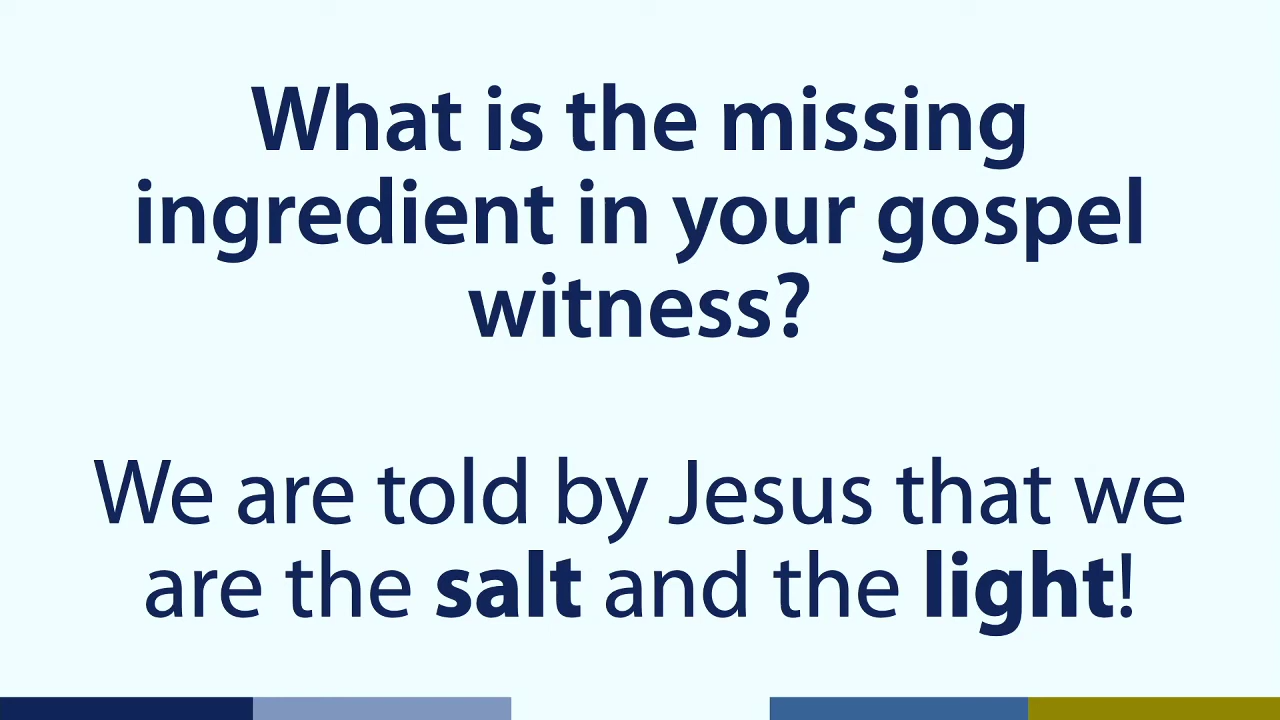 What is the missing
ingredient in your gospel
witness?
We are told by Jesus that we
are the salt and the light!